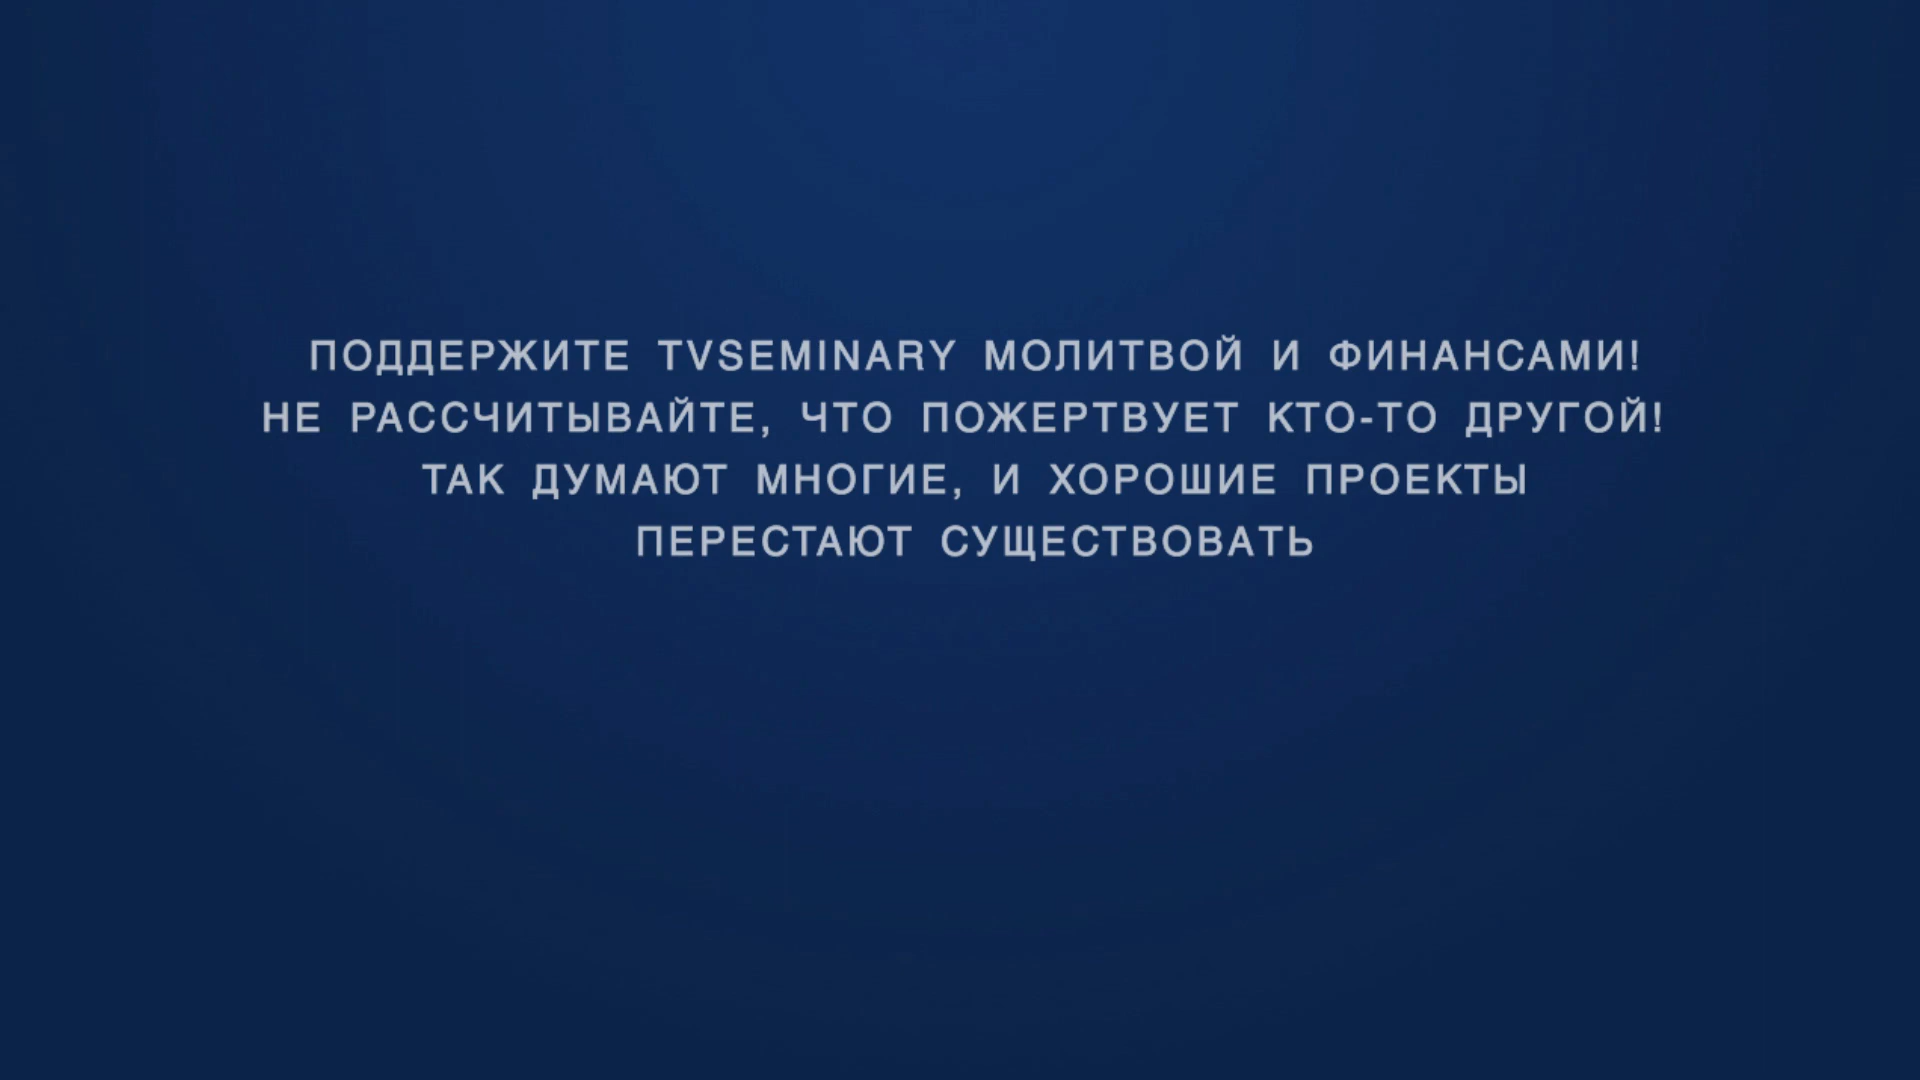 ПОДДЕРЖИТЕ TVSEMINARY МОЛИТВОЙ И ФИНАНСАМИ!
НЕ РАССЧИТЫВАЙТЕ, ЧТО ПОЖЕРТВУЕТ КТО-ТО ДРУГОЙ!
ТАК ДУМАЮТ МНОГИЕ, И ХОРОШИЕ ПРОЕКТЫ
ПЕРЕСТАЮТ СУЩЕСТВОВАТЬ